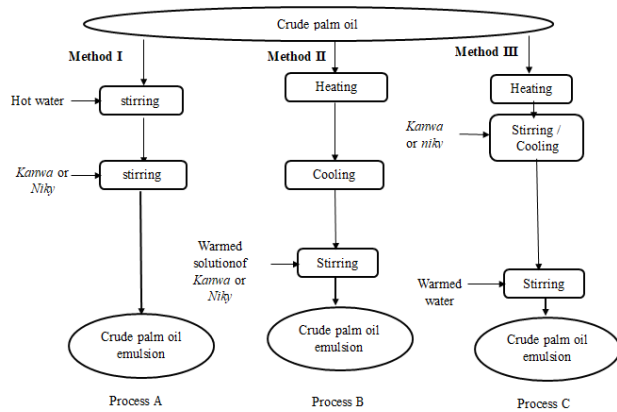 Crude palm oil
Method I
Method II
Method III
Hot water
stirring
Heating
Heating
Kanwa
or niky
Stirring /
Cooling
Kanwa or
Niky
stirring
Cooling
Warmed
solutionof
Kanwa or
Niky
Stirring
Warmed
water
Stirring
Crude palm oil
emulsion
Crude palm oil
emulsion
Crude palm oil
emulsion
Process A
Process B
Process C